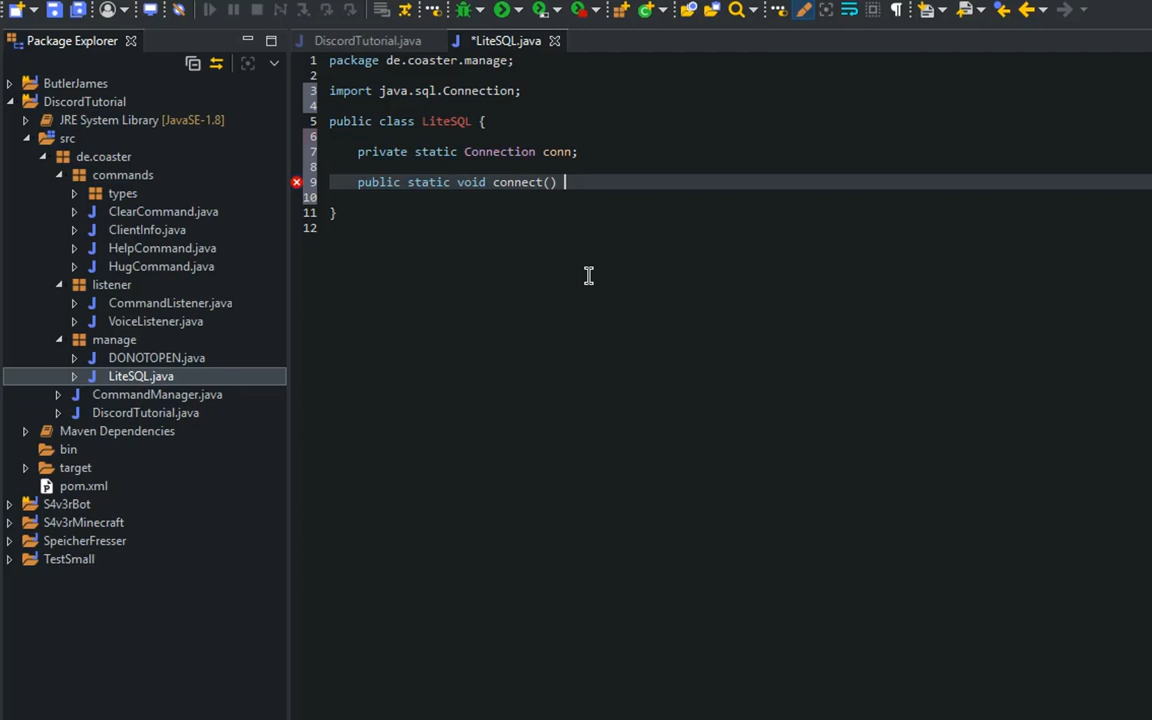 Package Explorer
DiscordTutorial.java
*LiteSQL.java
ButlerJames
DiscordTutorial
JRE System Library [JavaSE-1.8]
src
de.coaster
commands
types
ClearCommand.java
ClientInfo.java
HelpCommand.java
HugCommand.java
listener
CommandListener.java
VoiceListener.java
manage
DONOTOPEN.java
LiteSQL.java
CommandManager.java
DiscordTutorial.java
Maven Dependencies
bin
target
pom.xml
S4v3rBot
S4v3rMinecraft
SpeicherFresser
TestSmall
1 package de.coaster.manage;
2
3 import java.sql.Connection;
4
5 public class LiteSQL {
6
7 private static Connection conn;
8
9 public static void connect()
10
11 }
12